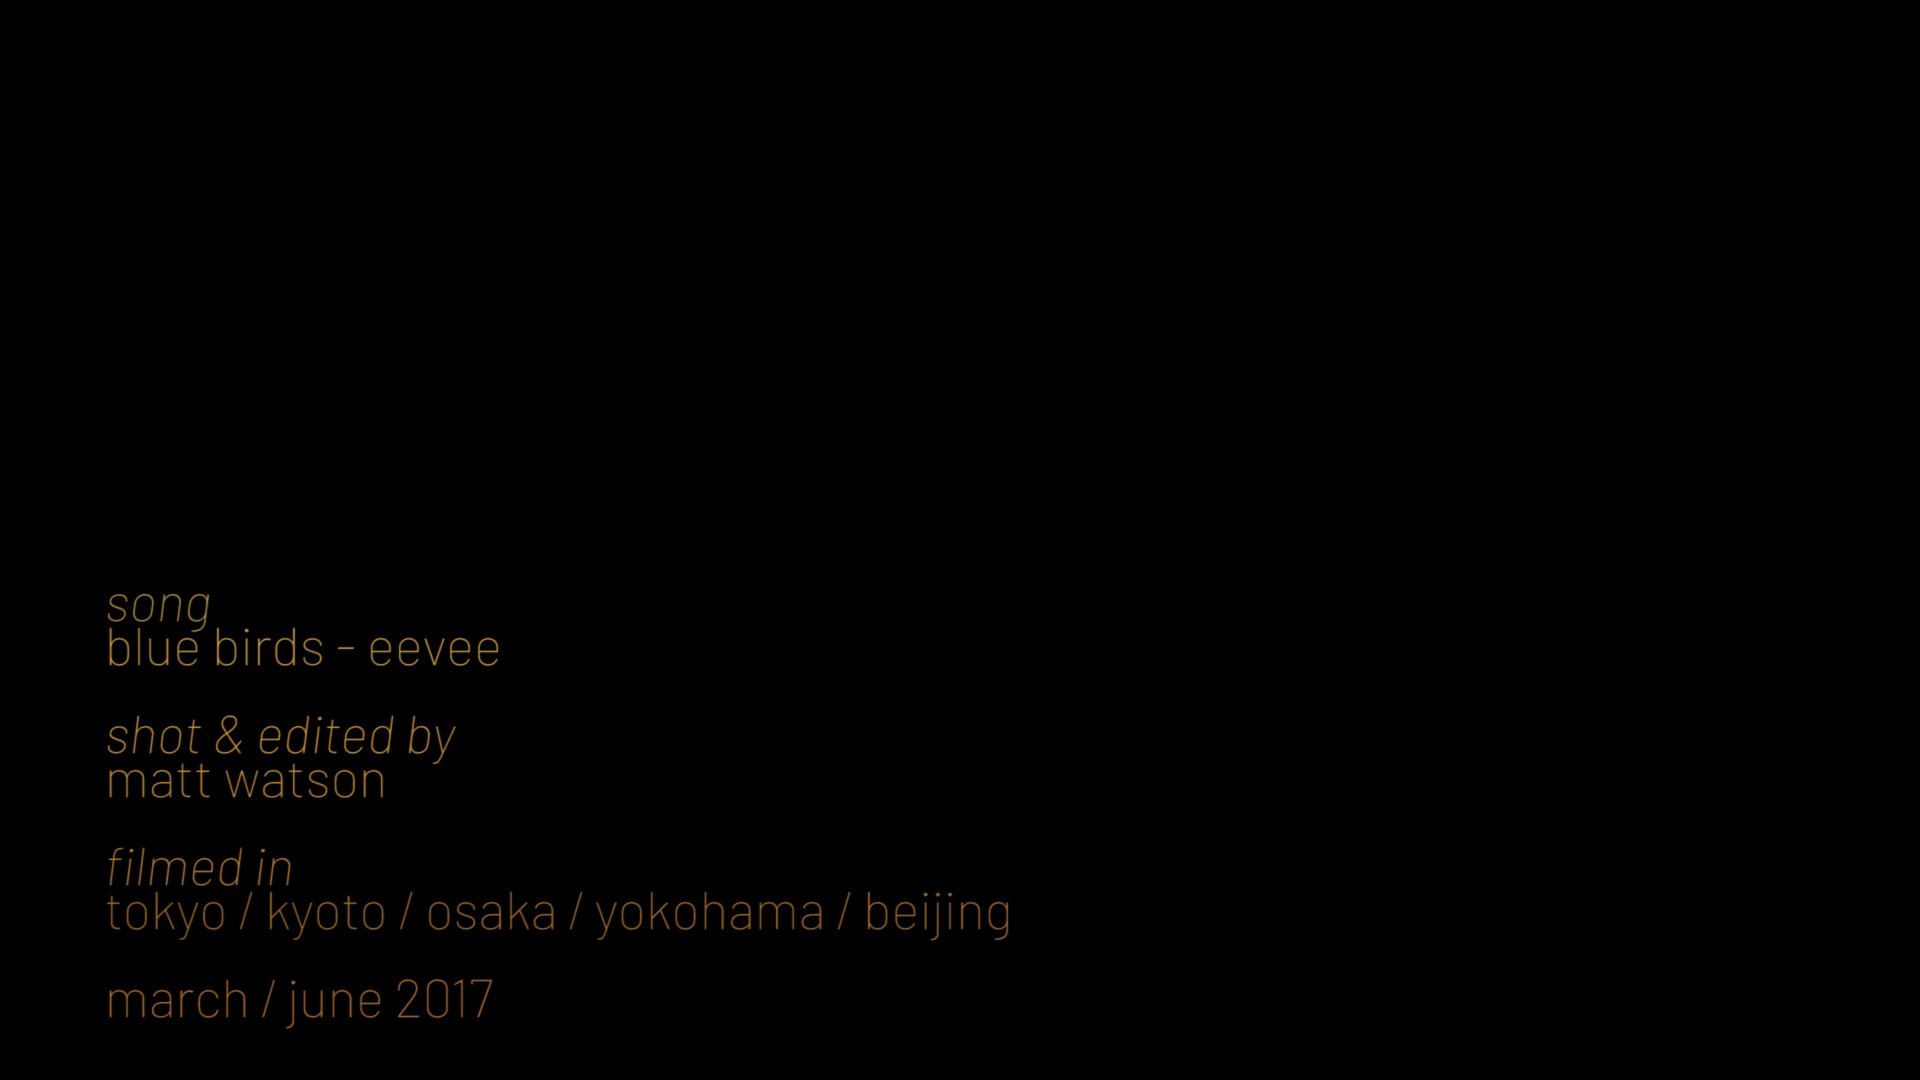 song
blue birds - eevee
shot & edited by
matt watson
filmed in
tokyo / kyoto / osaka / yokohama / beijing
march / june 2017